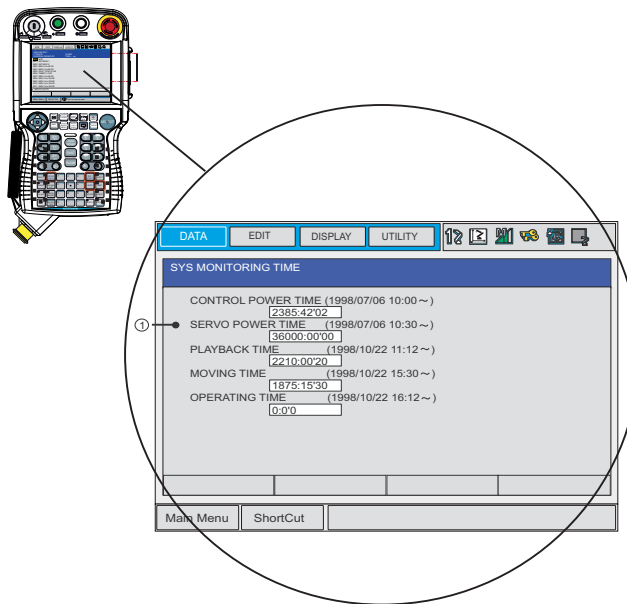 DATA EDIT DISPLAY UTILITY
SYS MONITORING TIME
CONTROL POWER TIME (1998/07/06 10:00～)
2385:42'02
① SERVO POWER TIME (1998/07/06 10:30～)
36000:00'00
PLAYBACK TIME (1998/10/22 11:12～)
2210:00'20
MOVING TIME (1998/10/22 15:30～)
1875:15'30
OPERATING TIME (1998/10/22 16:12～)
0:0'0
Main Menu ShortCut